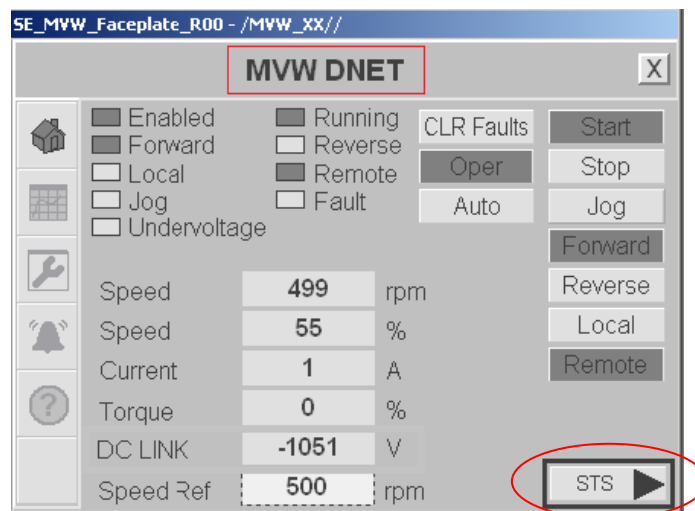 SE_MVW_Faceplate_R00 - /MVW_XX//
MVW DNET
X
Enabled
Running
CLR Faults
Start
Forward
Reverse
Local
Remote
Oper
Stop
Jog
Fault
Auto
Jog
Undervoltage
Forward
Speed
499
rpm
Reverse
Speed
55
%
Local
Current
1
A
Remote
Torque
0
%
?
DC LINK
-1051
V
Speed Ref
500
rpm
STS